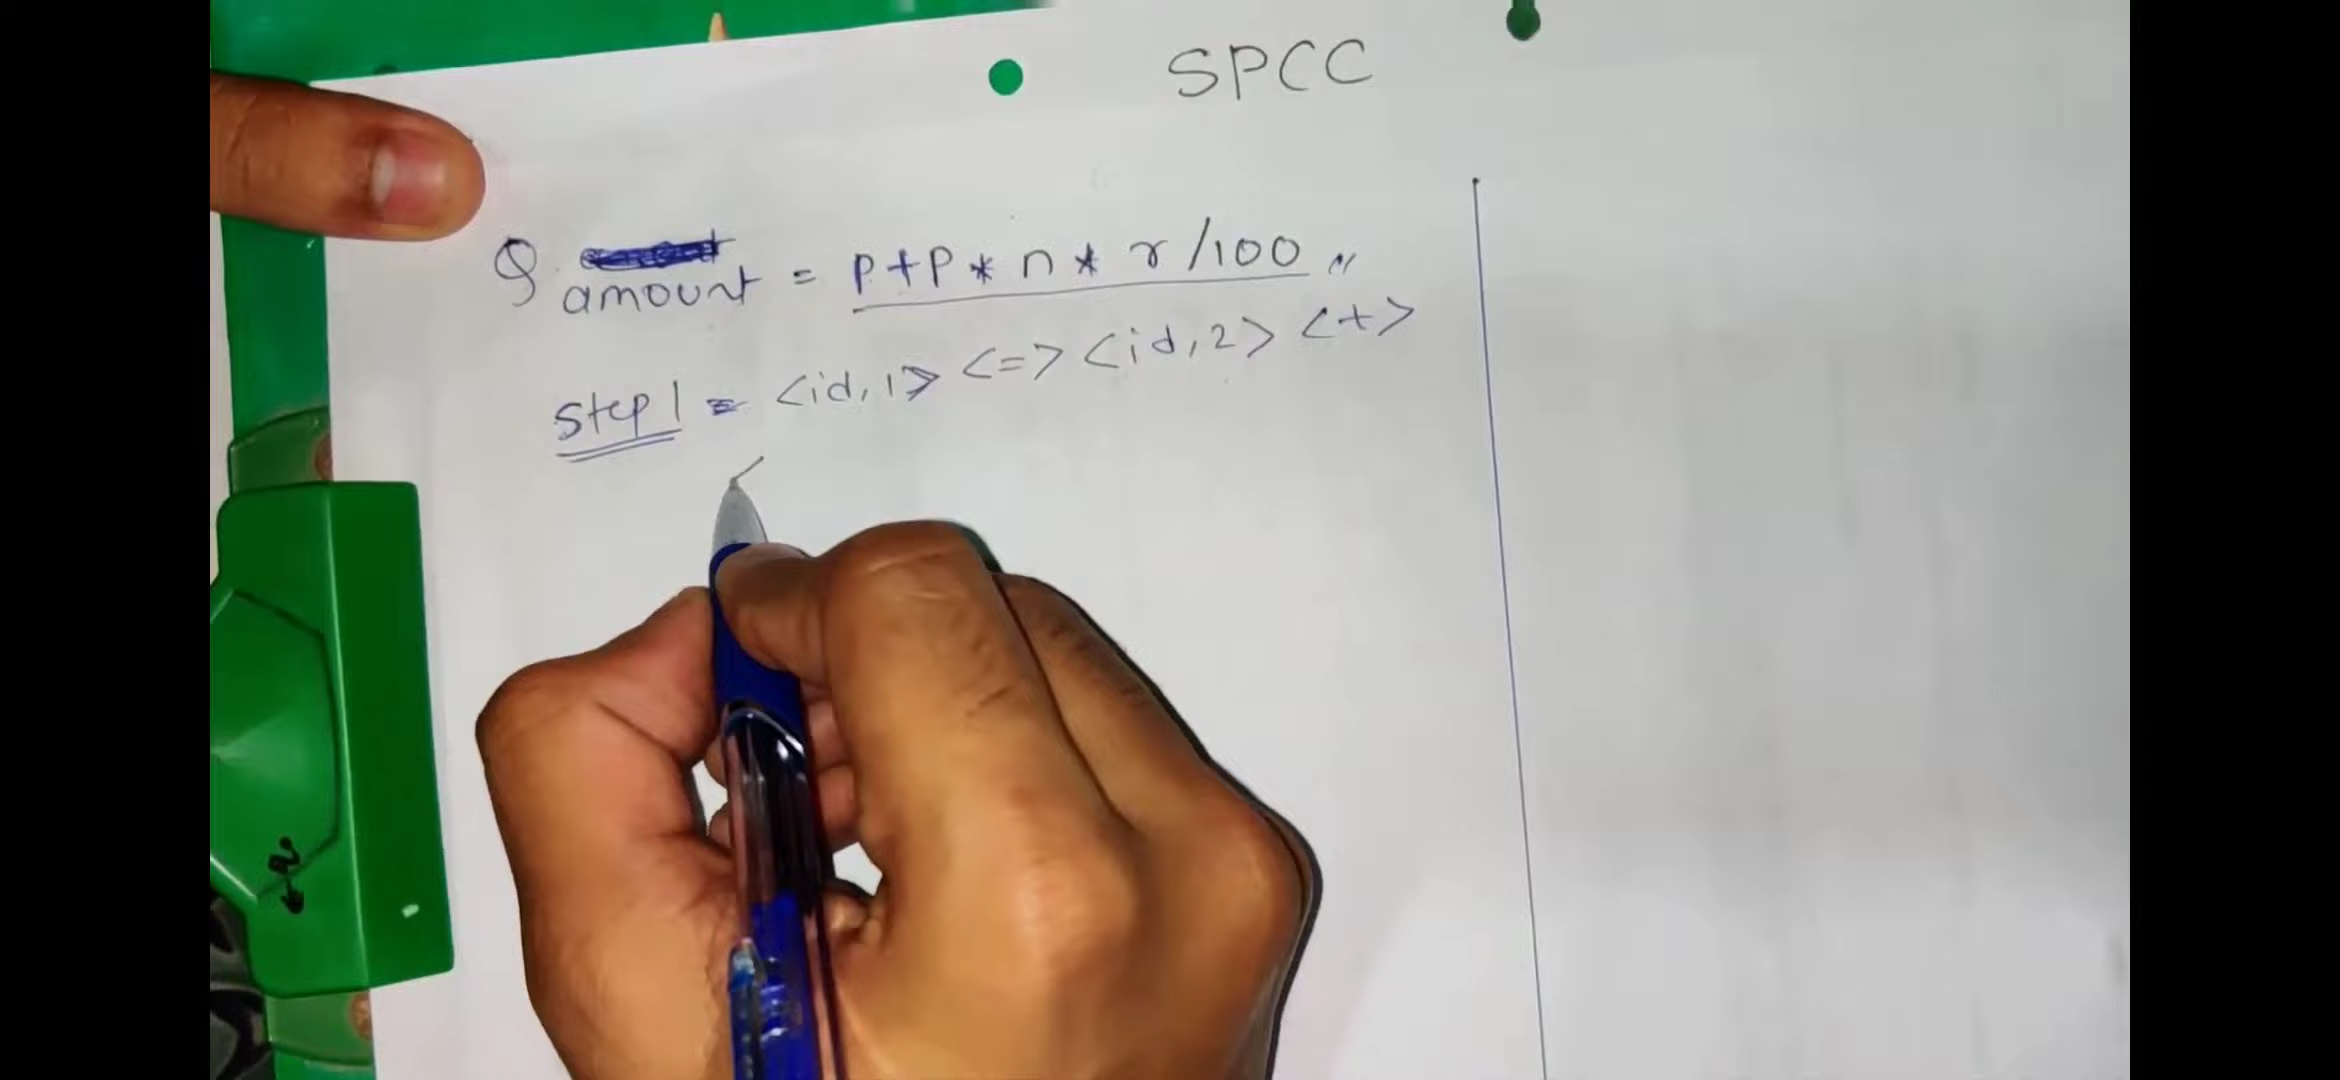 SPCC
Q. amount = p+p * n * r /100 "
step 1 = <id, 1> <=> <id, 2> <+>
<